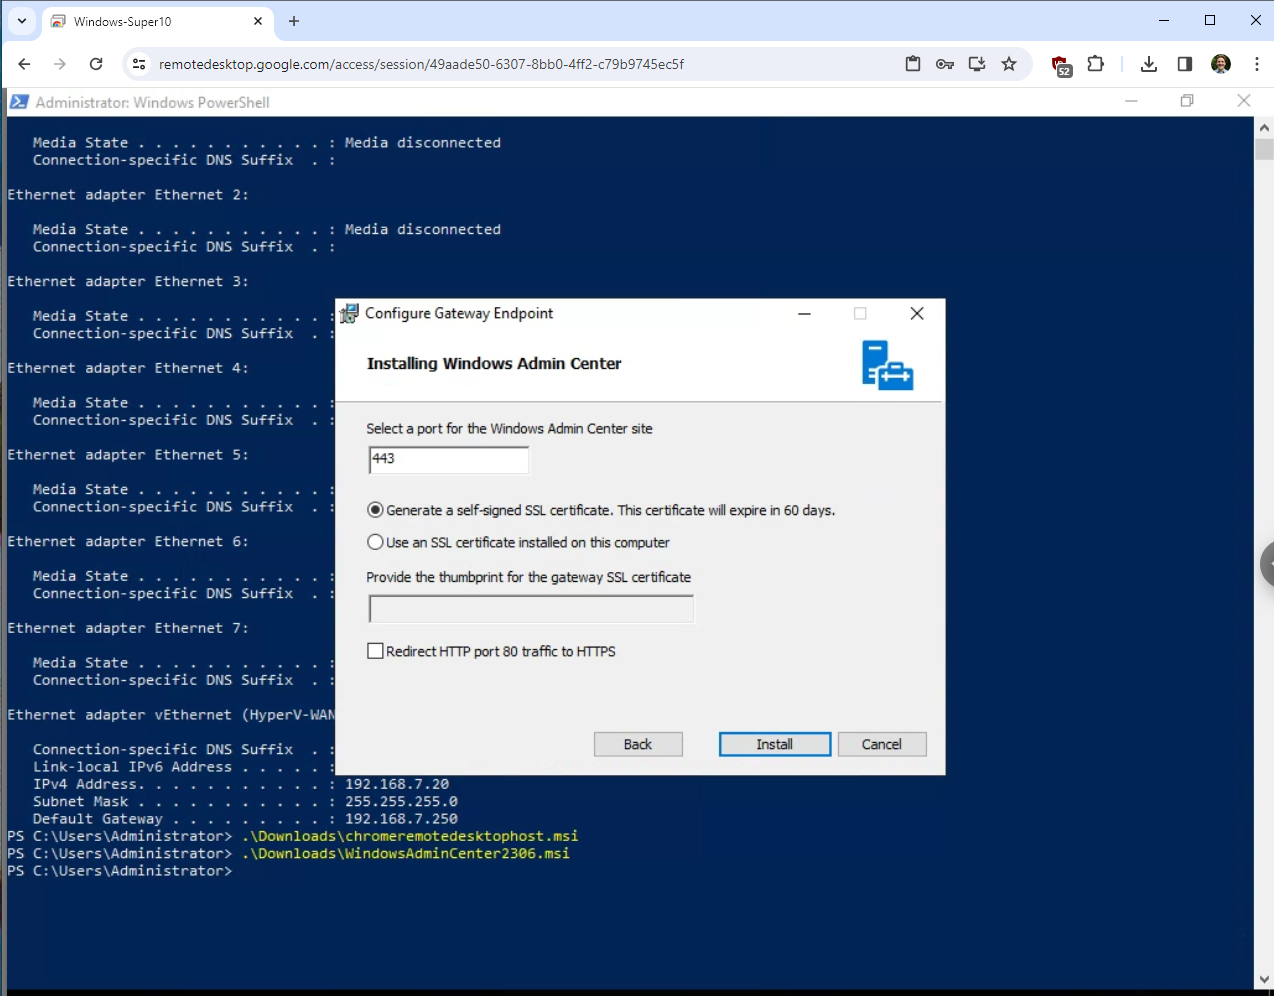 Windows-Super10
remotedesktop.google.com/access/session/49aade50-6307-8bb0-4ff2-c79b9745ec5f
52
Administrator: Windows PowerShell
Media State . . . . . . . . . . . : Media disconnected
Connection-specific DNS Suffix  . :
Ethernet adapter Ethernet 2:
Media State . . . . . . . . . . . : Media disconnected
Connection-specific DNS Suffix  . :
Ethernet adapter Ethernet 3:
Media State . . . . . . . . . . . :
Connection-specific DNS Suffix  . :
Ethernet adapter Ethernet 4:
Media State . . . . . . . . . . . :
Connection-specific DNS Suffix  . :
Ethernet adapter Ethernet 5:
Media State . . . . . . . . . . . :
Connection-specific DNS Suffix  . :
Ethernet adapter Ethernet 6:
Media State . . . . . . . . . . . :
Connection-specific DNS Suffix  . :
Ethernet adapter Ethernet 7:
Media State . . . . . . . . . . . :
Connection-specific DNS Suffix  . :
Ethernet adapter vEthernet (HyperV-WAN
Connection-specific DNS Suffix  . :
Link-local IPv6 Address . . . . . :
IPv4 Address. . . . . . . . . . . : 192.168.7.20
Subnet Mask . . . . . . . . . . . : 255.255.255.0
Default Gateway . . . . . . . . . : 192.168.7.250
PS C:\Users\Administrator> .\Downloads\chromeremotedesktophost.msi
PS C:\Users\Administrator> .\Downloads\WindowsAdminCenter2306.msi
PS C:\Users\Administrator>
Configure Gateway Endpoint
Installing Windows Admin Center
Select a port for the Windows Admin Center site
443
Generate a self-signed SSL certificate. This certificate will expire in 60 days.
Use an SSL certificate installed on this computer
Provide the thumbprint for the gateway SSL certificate
Redirect HTTP port 80 traffic to HTTPS
Back
Install
Cancel